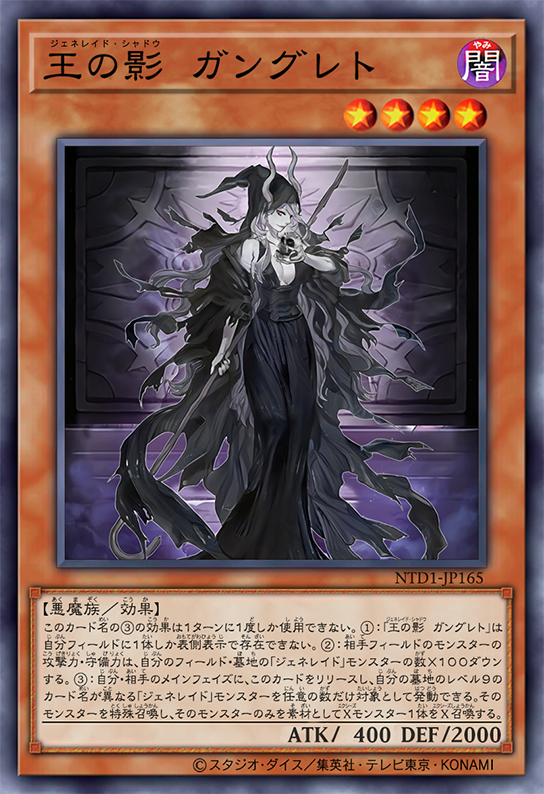 ジェネレイド・シャドウ
王の影 ガングレト
やみ
闇
NTD1-JP165
【悪魔族／効果】
このカード名の③の効果は1ターンに1度しか使用できない。①：「王の影 ガングレト」は
自分フィールドに1体しか表側表示で存在できない。②：相手フィールドのモンスターの
攻撃力・守備力は、自分のフィールド・墓地の「ジェネレイド」モンスターの数×100ダウン
する。③：自分・相手のメインフェイズに、このカードをリリースし、自分の墓地のレベル9の
カード名が異なる「ジェネレイド」モンスターを任意の数だけ対象として発動できる。その
モンスターを特殊召喚し、そのモンスターのみを素材としてXモンスター1体をX召喚する。
ATK/ 400 DEF/2000
©スタジオ・ダイス／集英社・テレビ東京・KONAMI